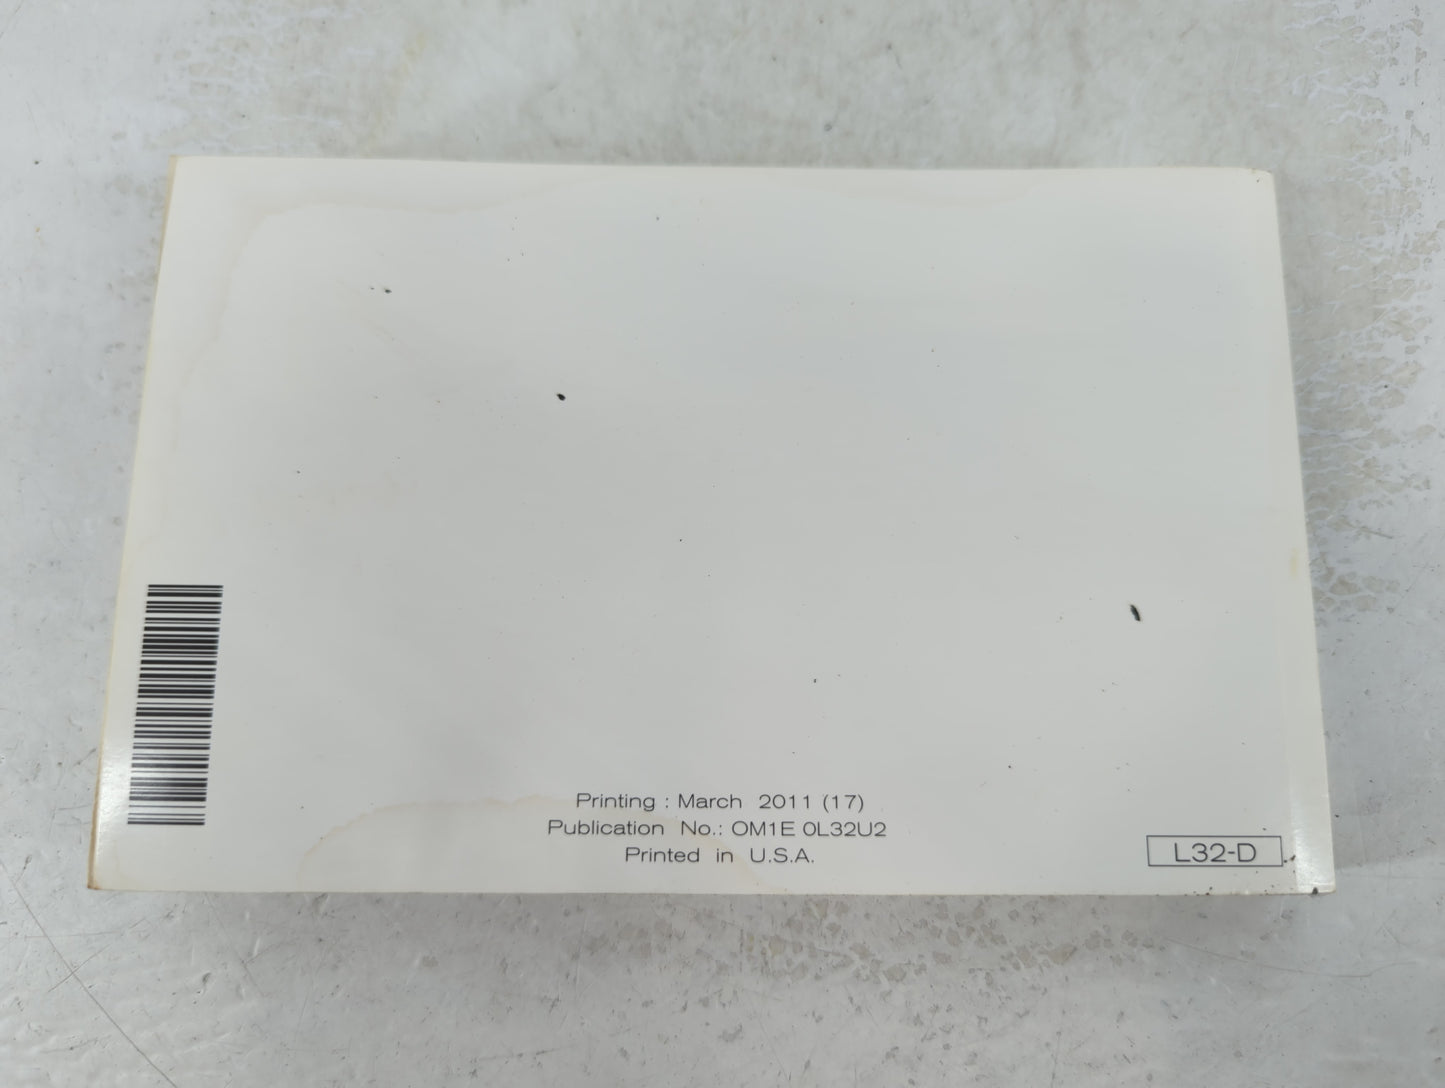 Printing : March 2011 (17)
Publication No.: OM1E 0L32U2
Printed in U.S.A.
L32-D